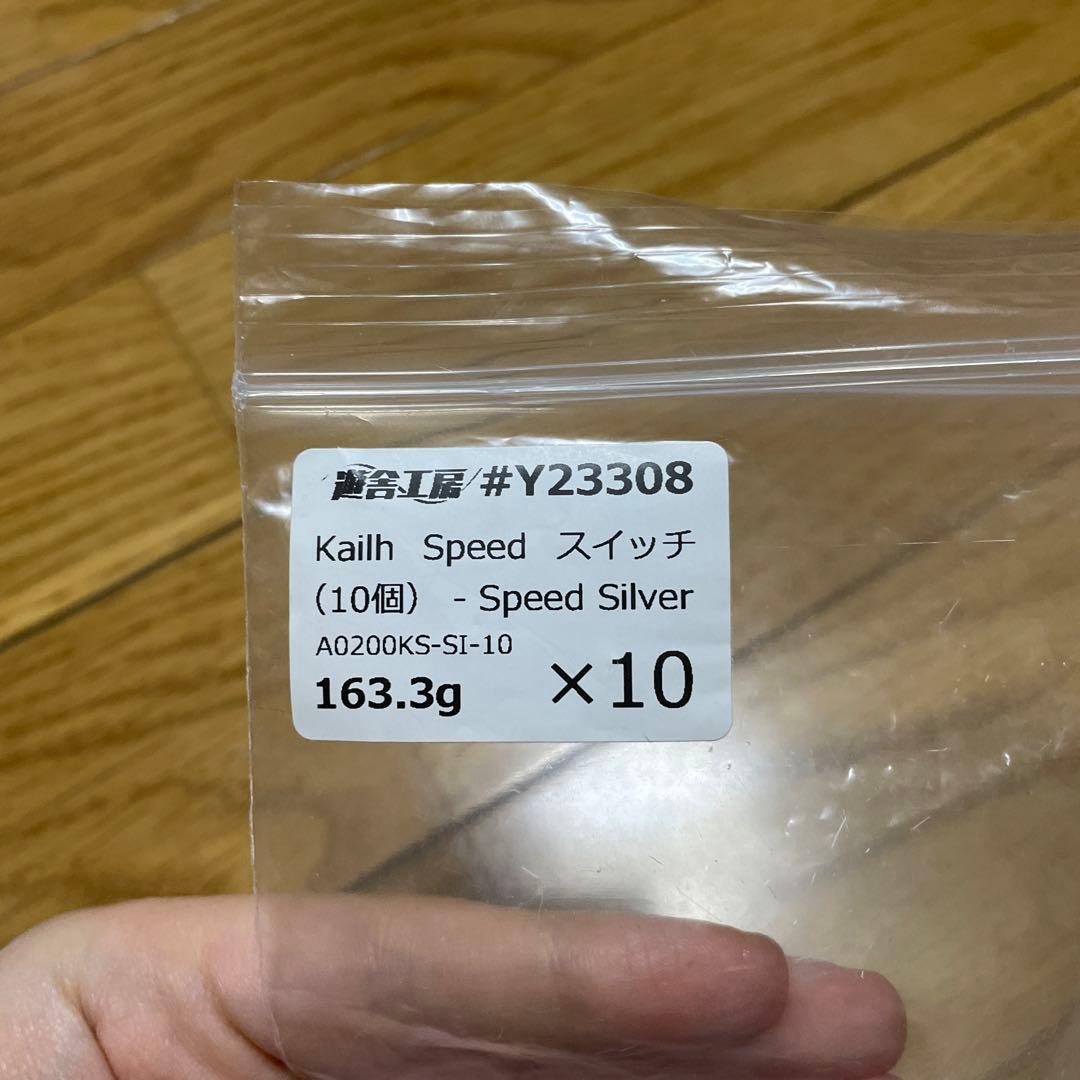 遊舎工房/#Y23308
Kailh Speed スイッチ
（10個） - Speed Silver
A0200KS-SI-10
163.3g ×10